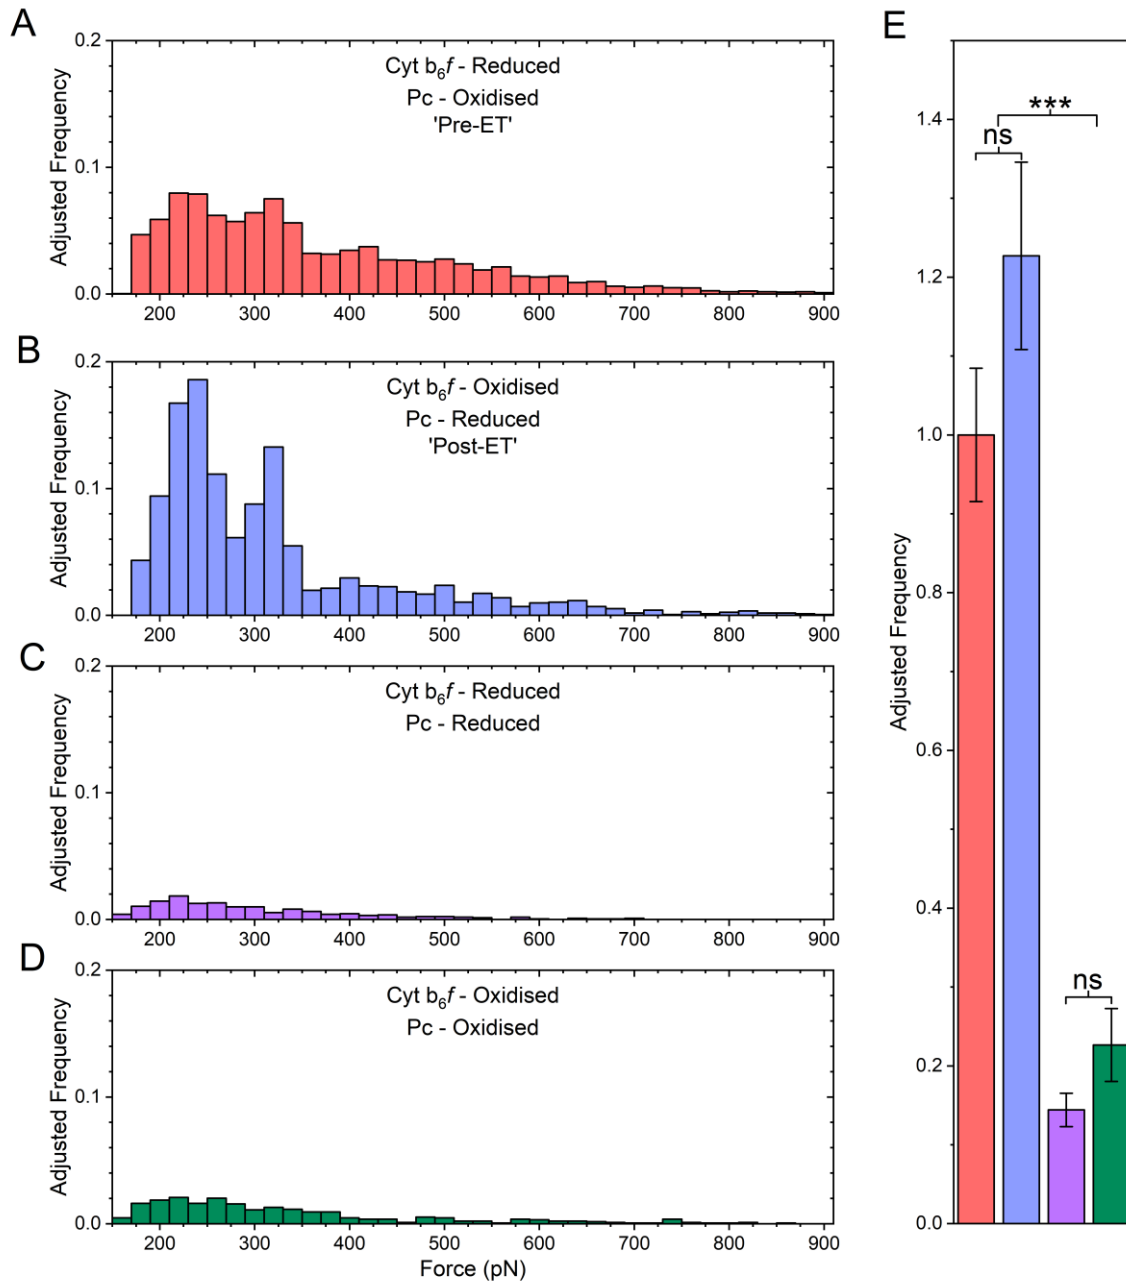 A
0.2
Cyt b₆f - Reduced
Pc - Oxidised
'Pre-ET'
Adjusted Frequency
0.1
0.0
200 300 400 500 600 700 800 900
B
0.2
Cyt b₆f - Oxidised
Pc - Reduced
'Post-ET'
Adjusted Frequency
0.1
0.0
200 300 400 500 600 700 800 900
C
0.2
Cyt b₆f - Reduced
Pc - Reduced
Adjusted Frequency
0.1
0.0
200 300 400 500 600 700 800 900
D
0.2
Cyt b₆f - Oxidised
Pc - Oxidised
Adjusted Frequency
0.1
0.0
200 300 400 500 600 700 800 900
Force (pN)
E
***
1.4
ns
1.2
1.0
Adjusted Frequency
0.8
0.6
0.4
ns
0.2
0.0